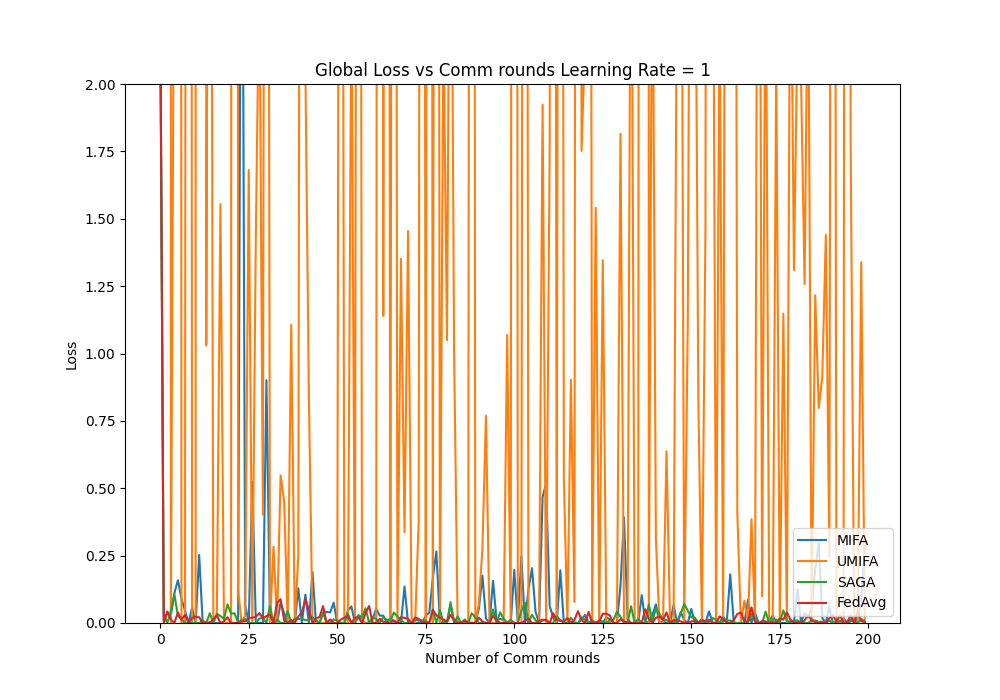 Global Loss vs Comm rounds Learning Rate = 1
2.00
1.75
1.50
1.25
1.00
0.75
0.50
0.25
0.00
Loss
0 25 50 75 100 125 150 175 200
Number of Comm rounds
MIFA
UMIFA
SAGA
FedAvg